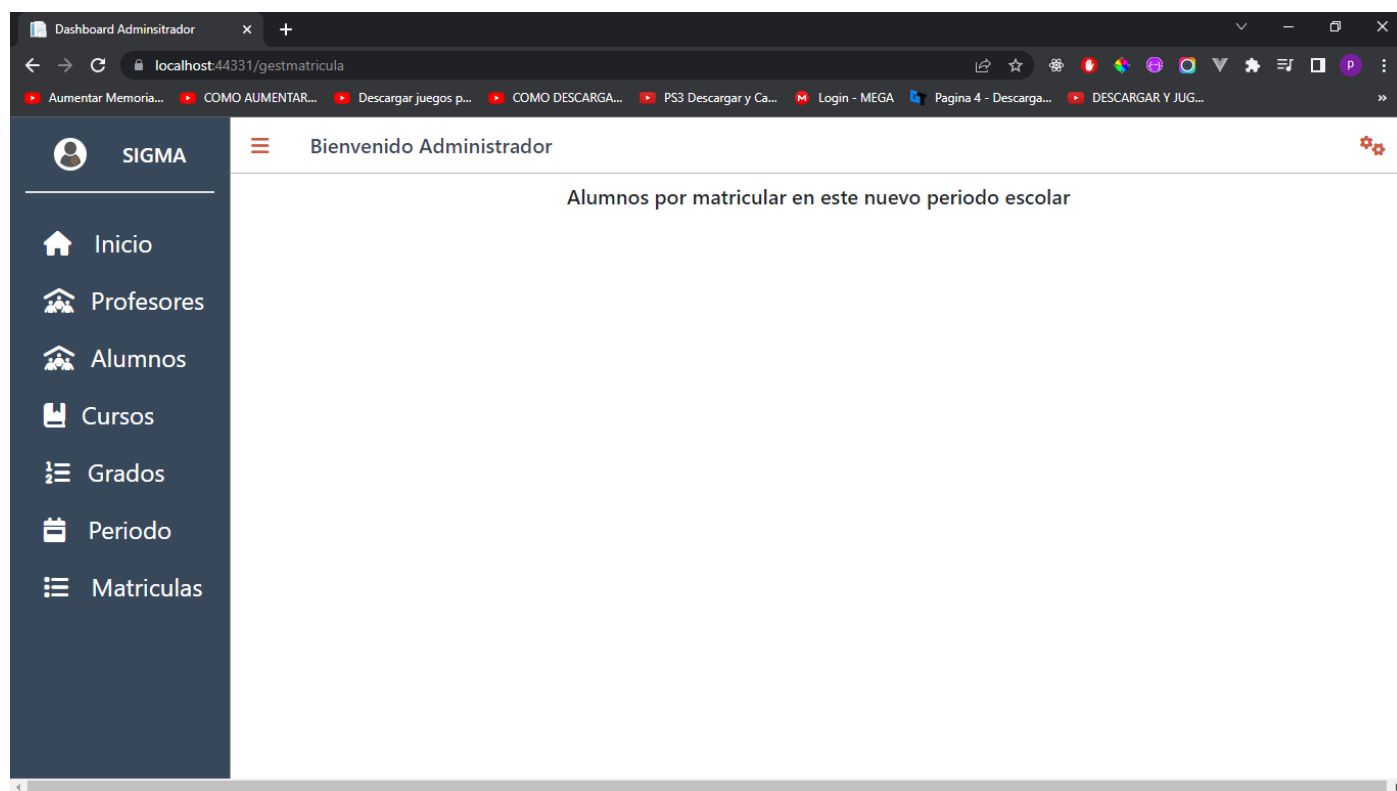 Dashboard Adminsitrador
localhost:44331/gestmatricula
P
Aumentar Memoria... COMO AUMENTAR... Descargar juegos p... COMO DESCARGA... PS3 Descargar y Ca... M Login - MEGA Pagina 4 - Descarga... DESCARGAR Y JUG... »
SIGMA
Bienvenido Administrador
Alumnos por matricular en este nuevo periodo escolar
Inicio
Profesores
Alumnos
Cursos
Grados
Periodo
Matriculas